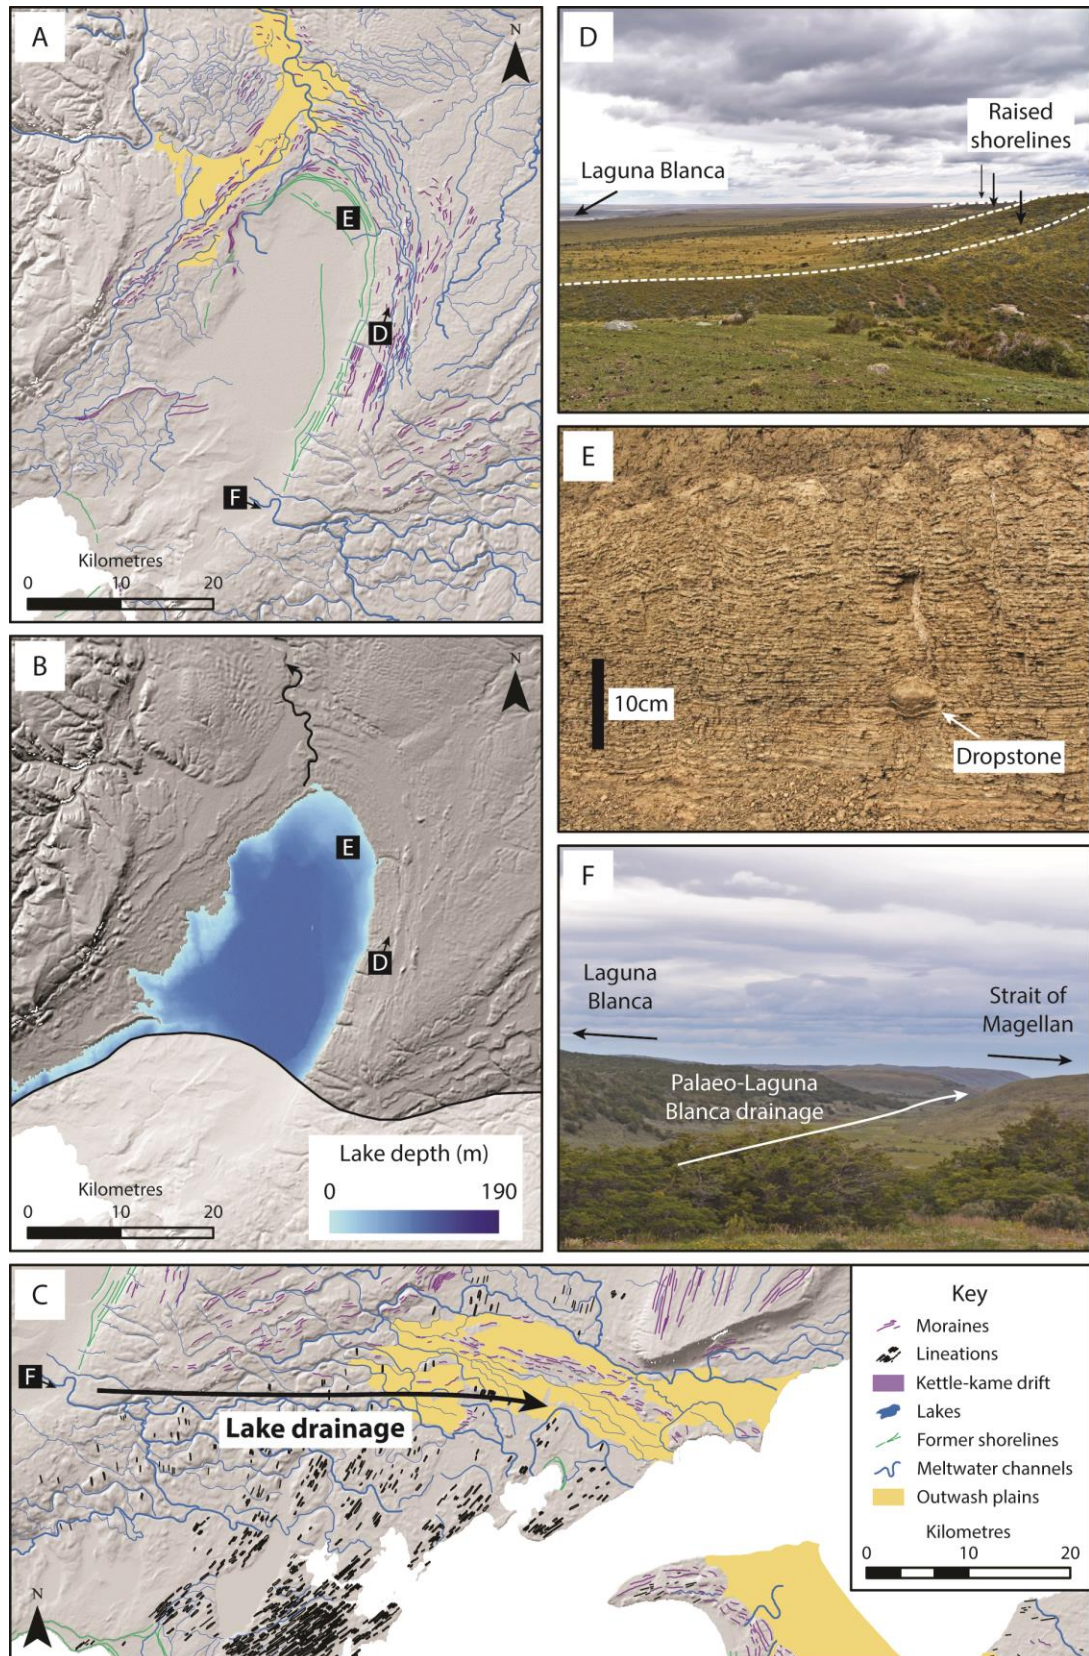 A
N
E
D
F
Kilometres
0 10 20
B
N
E
D
Lake depth (m)
0 190
Kilometres
0 10 20
D
Raised
shorelines
Laguna Blanca
E
10cm
Dropstone
F
Laguna
Blanca
Strait of
Magellan
Palaeo-Laguna
Blanca drainage
C
F
Lake drainage
N
Key
Moraines
Lineations
Kettle-kame drift
Lakes
Former shorelines
Meltwater channels
Outwash plains
Kilometres
0 10 20